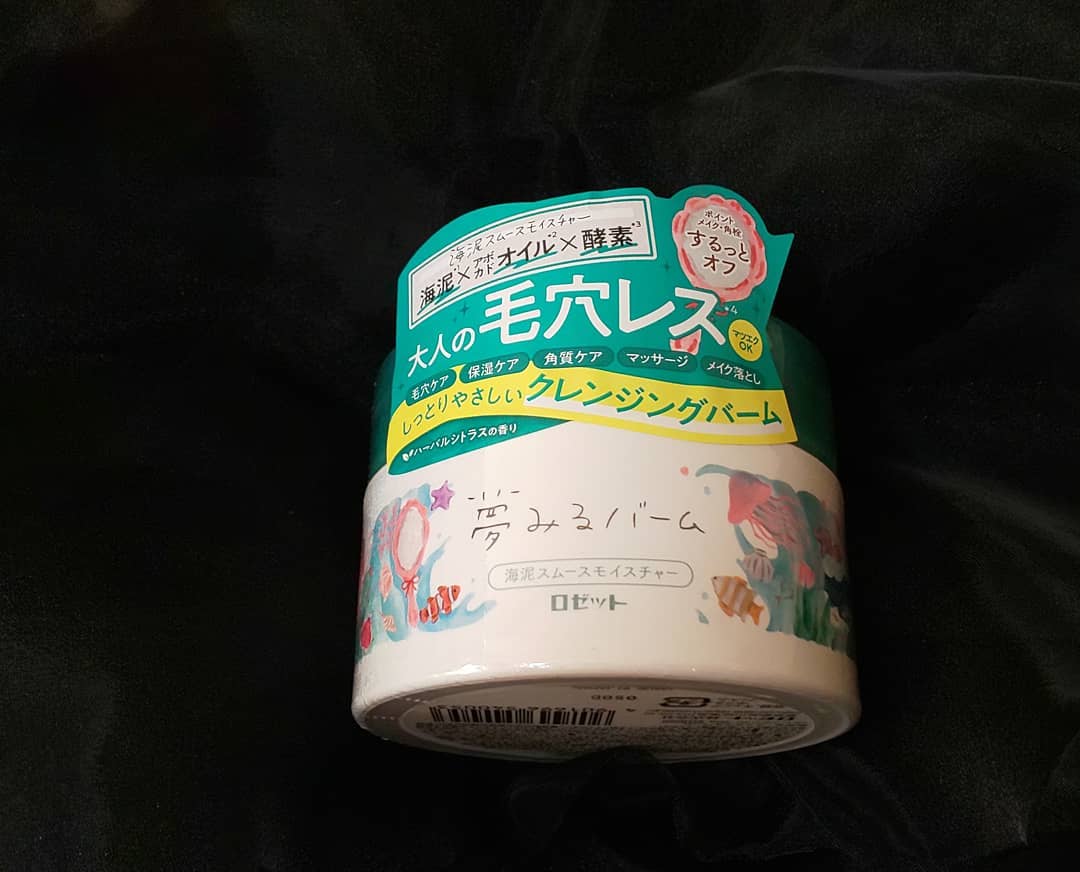 海泥スムースモイスチャー
海泥*1×アボカドオイル*2×酵素*3
大人の毛穴レス*4
ポイントメイク・角栓
するっと
オフ
マツエク
OK
毛穴ケア 保湿ケア 角質ケア マッサージ メイク落とし
しっとりやさしいクレンジングバーム
ハーバルシトラスの香り
夢みるバーム
海泥スムースモイスチャー
ロゼット